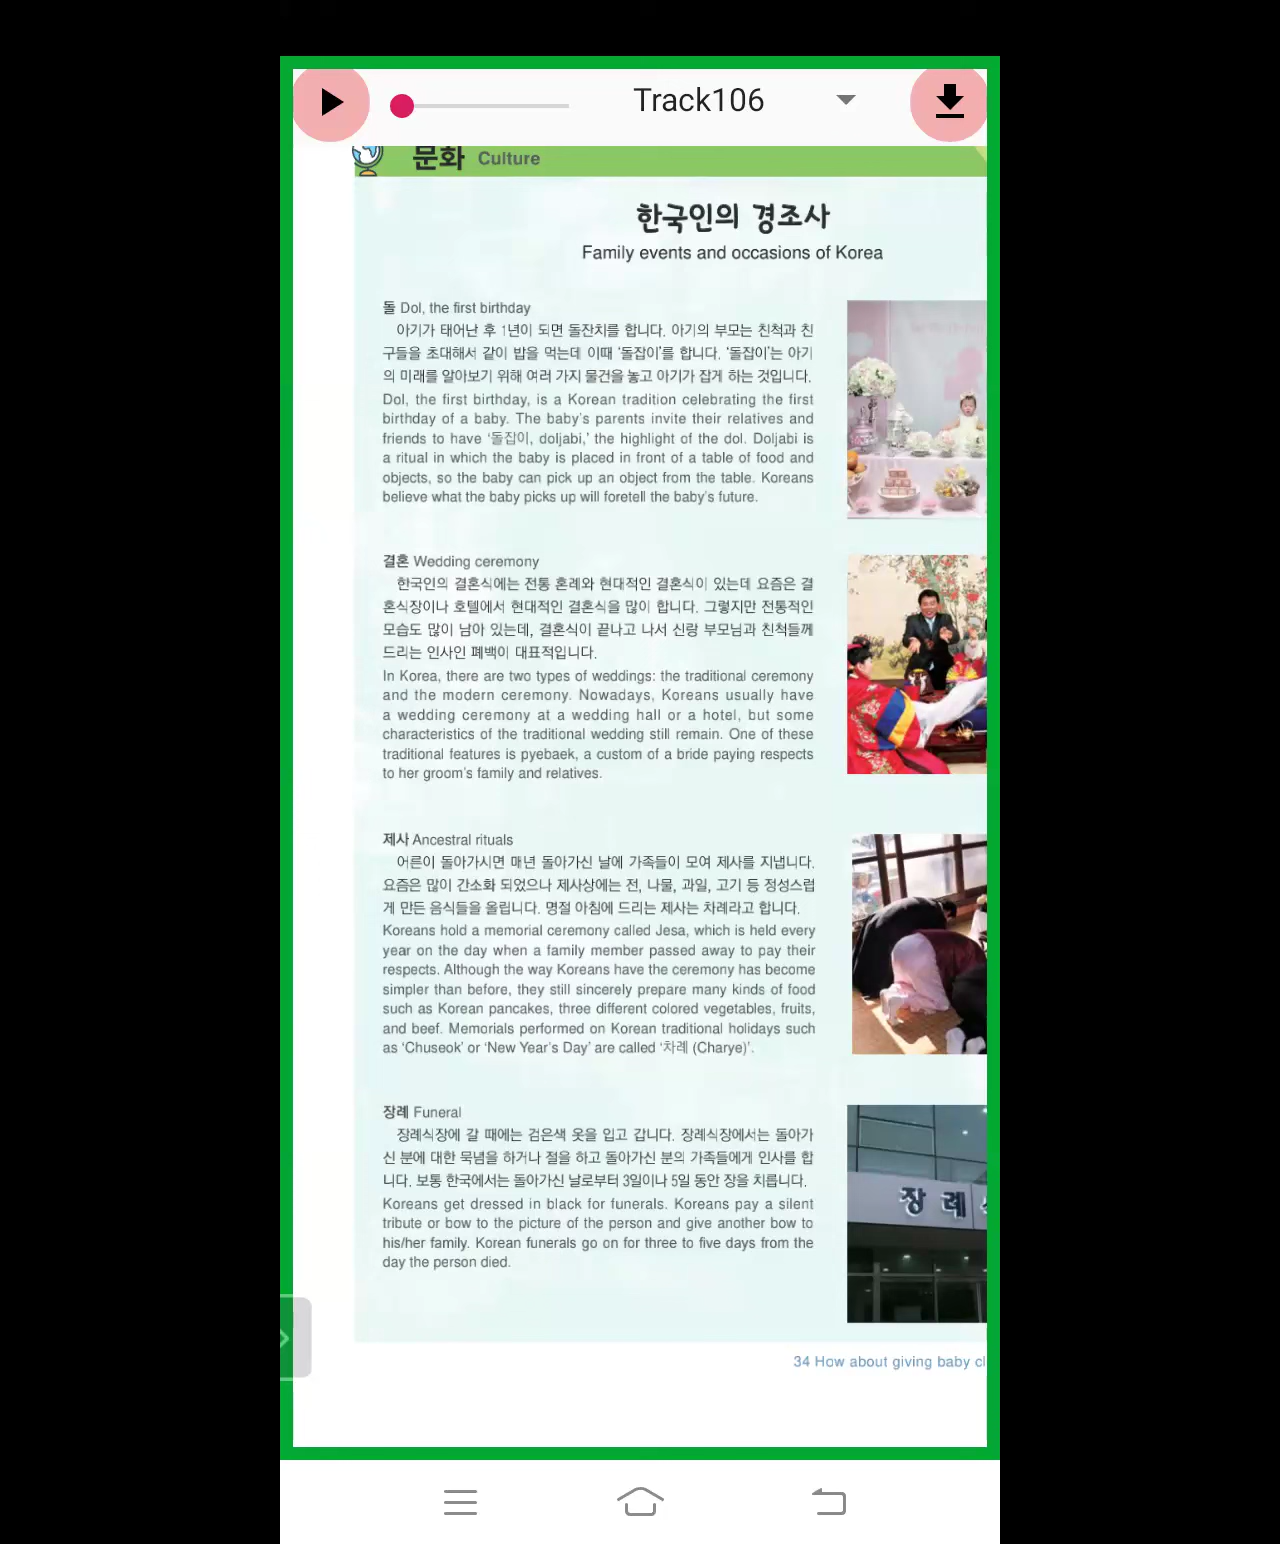 Track106
문화 Culture
한국인의 경조사
Family events and occasions of Korea
돌 Dol, the first birthday
아기가 태어난 후 1년이 되면 돌잔치를 합니다. 아기의 부모는 친척과 친
구들을 초대해서 같이 밥을 먹는데 이때 ‘돌잡이’를 합니다. ‘돌잡이’는 아기
의 미래를 알아보기 위해 여러 가지 물건을 놓고 아기가 잡게 하는 것입니다.
Dol, the first birthday, is a Korean tradition celebrating the first
birthday of a baby. The baby’s parents invite their relatives and
friends to have ‘돌잡이, doljabi,’ the highlight of the dol. Doljabi is
a ritual in which the baby is placed in front of a table of food and
objects, so the baby can pick up an object from the table. Koreans
believe what the baby picks up will foretell the baby’s future.
결혼 Wedding ceremony
한국인의 결혼식에는 전통 혼례와 현대적인 결혼식이 있는데 요즘은 결
혼식장이나 호텔에서 현대적인 결혼식을 많이 합니다. 그렇지만 전통적인
모습도 많이 남아 있는데, 결혼식이 끝나고 나서 신랑 부모님과 친척들께
드리는 인사인 폐백이 대표적입니다.
In Korea, there are two types of weddings: the traditional ceremony
and the modern ceremony. Nowadays, Koreans usually have
a wedding ceremony at a wedding hall or a hotel, but some
characteristics of the traditional wedding still remain. One of these
traditional features is pyebaek, a custom of a bride paying respects
to her groom’s family and relatives.
제사 Ancestral rituals
어른이 돌아가시면 매년 돌아가신 날에 가족들이 모여 제사를 지냅니다.
요즘은 많이 간소화 되었으나 제사상에는 전, 나물, 과일, 고기 등 정성스럽
게 만든 음식들을 올립니다. 명절 아침에 드리는 제사는 차례라고 합니다.
Koreans hold a memorial ceremony called Jesa, which is held every
year on the day when a family member passed away to pay their
respects. Although the way Koreans have the ceremony has become
simpler than before, they still sincerely prepare many kinds of food
such as Korean pancakes, three different colored vegetables, fruits,
and beef. Memorials performed on Korean traditional holidays such
as ‘Chuseok’ or ‘New Year’s Day’ are called ‘차례 (Charye)’.
장례 Funeral
장례식장에 갈 때에는 검은색 옷을 입고 갑니다. 장례식장에서는 돌아가
신 분에 대한 묵념을 하거나 절을 하고 돌아가신 분의 가족들에게 인사를 합
니다. 보통 한국에서는 돌아가신 날로부터 3일이나 5일 동안 장을 치릅니다.
Koreans get dressed in black for funerals. Koreans pay a silent
tribute or bow to the picture of the person and give another bow to
his/her family. Korean funerals go on for three to five days from the
day the person died.
장례
34 How about giving baby cl